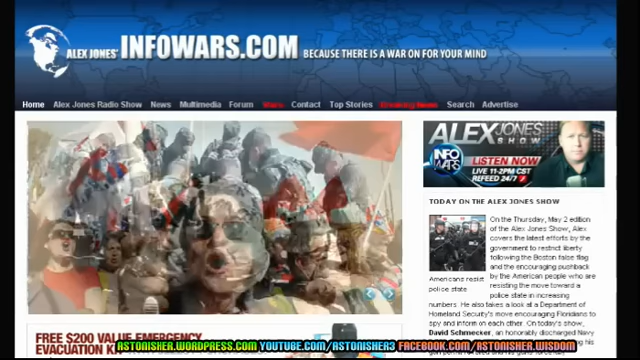 ALEX JONES' INFOWARS.COM BECAUSE THERE IS A WAR ON FOR YOUR MIND
Home Alex Jones Radio Show News Multimedia Forum Contact Top Stories Breaking News Search Advertise
ALEX JONES
SHOW
INFO
WARS
LISTEN NOW
LIVE 11-2PM CST
REFEED 24/7
TODAY ON THE ALEX JONES SHOW
On the Thursday, May 2 edition
of the Alex Jones Show, Alex
covers the latest efforts by the
government to restrict liberty
following the Boston false flag
and the encouraging pushback
by the American people who are
resisting the move toward a
police state in increasing
Americans resist
police state
numbers. He also takes a look at a Department of
Homeland Security's move encouraging Floridians to
spy and inform on each other. On today's show,
David Schmecker, an honorably discharged Navy
FREE $200 VALUE EMERGENCY
EVACUATION
ASTONISHER.WORDPRESS.COM YOUTUBE.COM/ASTONISHER3 FACEBOOK.COM/ASTONISHER.WISDOM